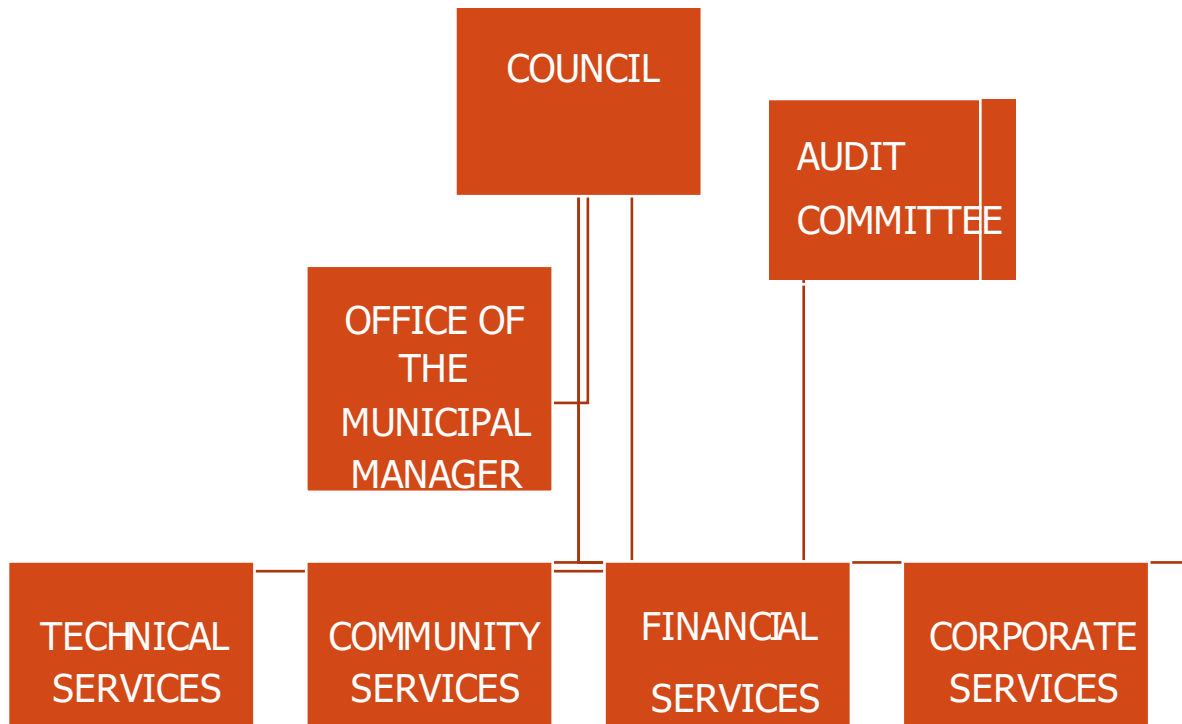 COUNCIL
AUDIT
COMMITTEE
OFFICE OF
THE
MUNICIPAL
MANAGER
TECHNICAL
SERVICES
COMMUNITY
SERVICES
FINANCIAL
SERVICES
CORPORATE
SERVICES